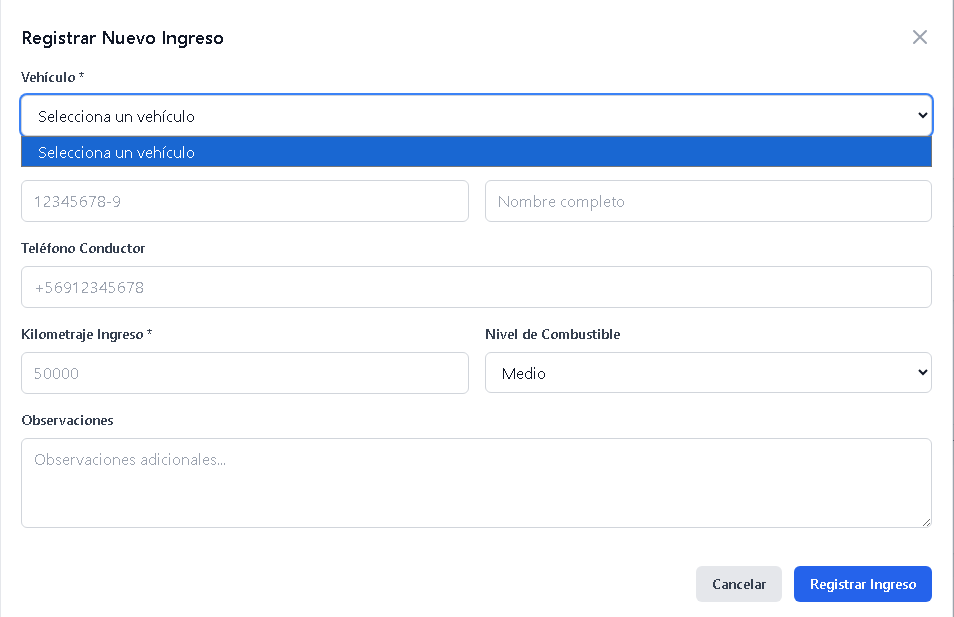 Registrar Nuevo Ingreso
Vehículo *
Selecciona un vehículo
Selecciona un vehículo
12345678-9 Nombre completo
Teléfono Conductor
+56912345678
Kilometraje Ingreso * Nivel de Combustible
50000 Medio
Observaciones
Observaciones adicionales...
Cancelar Registrar Ingreso